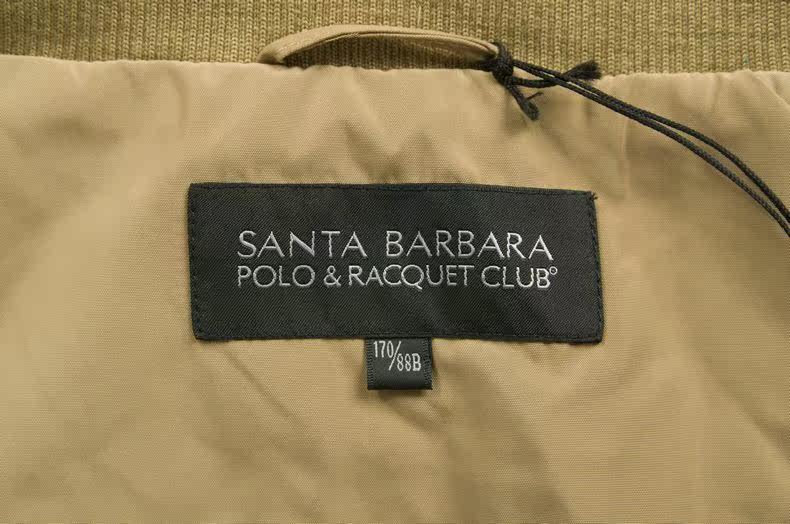 SANTA BARBARA
POLO & RACQUET CLUB®
170/88B